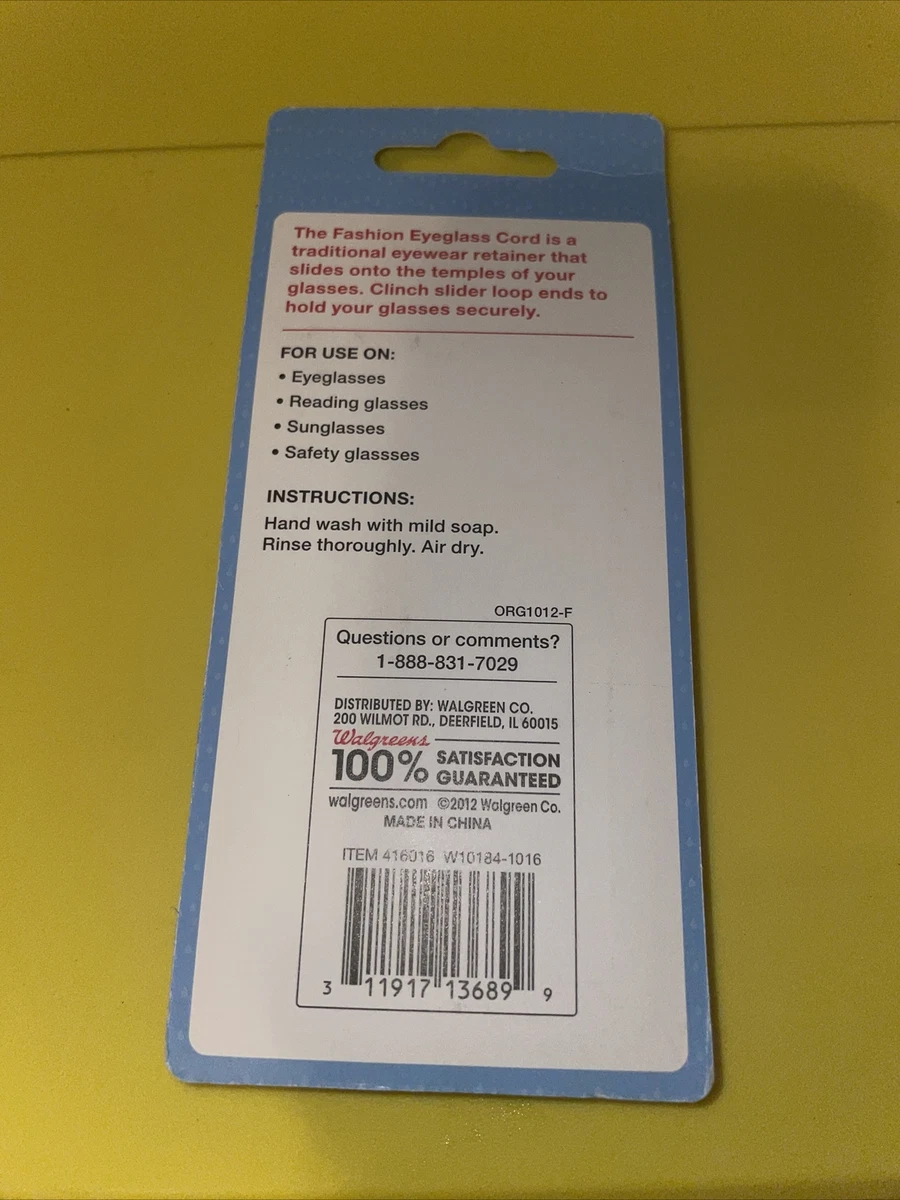 The Fashion Eyeglass Cord is a
traditional eyewear retainer that
slides onto the temples of your
glasses. Clinch slider loop ends to
hold your glasses securely.
FOR USE ON:
• Eyeglasses
• Reading glasses
• Sunglasses
• Safety glassses
INSTRUCTIONS:
Hand wash with mild soap.
Rinse thoroughly. Air dry.
ORG1012-F
Questions or comments?
1-888-831-7029
DISTRIBUTED BY: WALGREEN CO.
200 WILMOT RD., DEERFIELD, IL 60015
Walgreens
100% SATISFACTION
GUARANTEED
walgreens.com ©2012 Walgreen Co.
MADE IN CHINA
ITEM 416016 W10184-1016
3 11917 13689 9